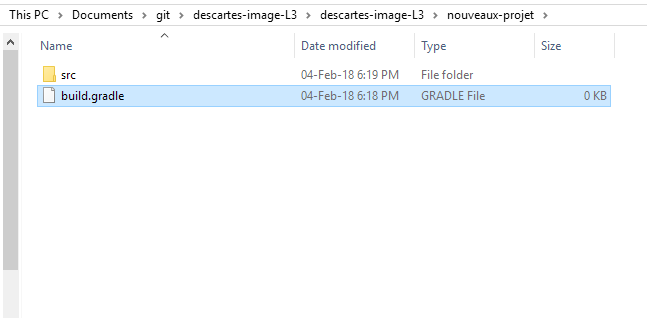 This PC > Documents > git > descartes-image-L3 > descartes-image-L3 > nouveaux-projet >
Name Date modified Type Size
src 04-Feb-18 6:19 PM File folder
build.gradle 04-Feb-18 6:18 PM GRADLE File 0 KB